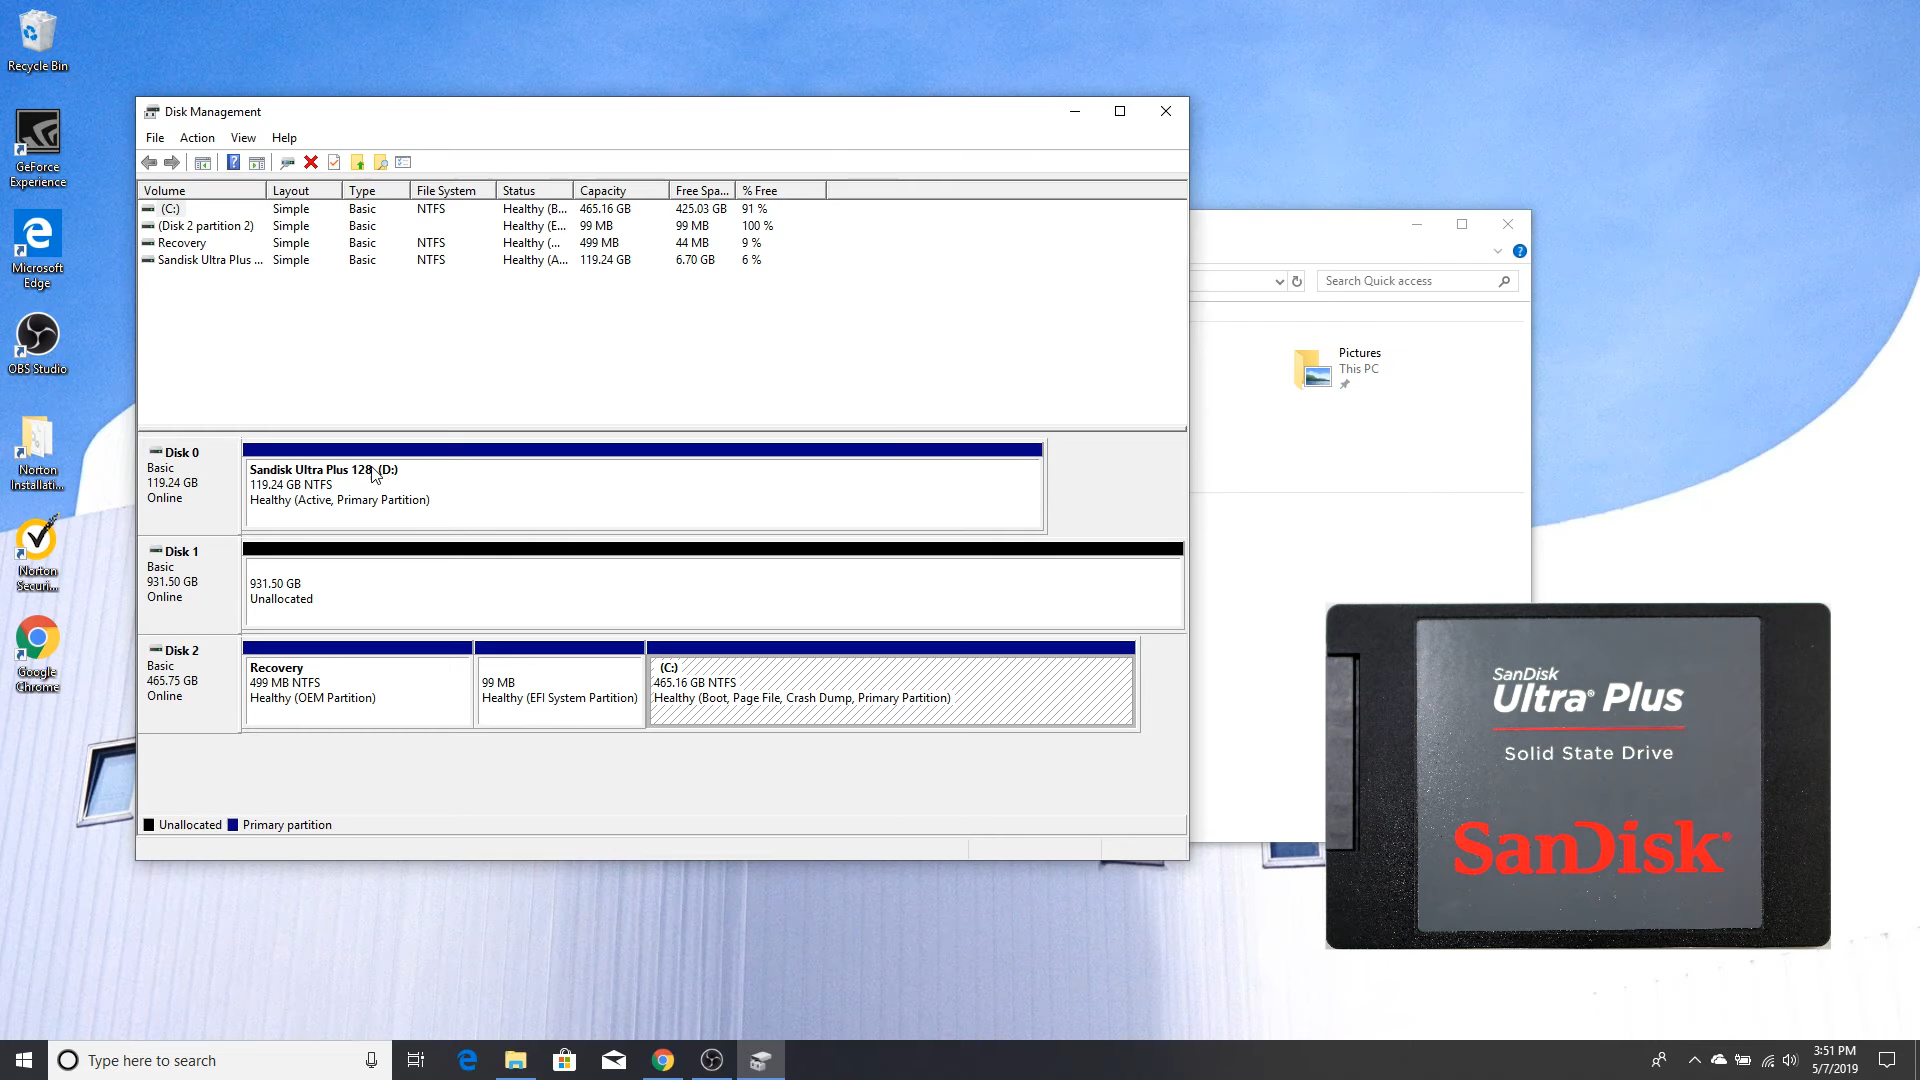 Recycle Bin
GeForce
Experience
Microsoft
Edge
OBS Studio
Norton
Installati...
Norton
Securi...
Google
Chrome
Disk Management
File Action View Help
Volume Layout Type File System Status Capacity Free Spa... % Free
(C:) Simple Basic NTFS Healthy (B... 465.16 GB 425.03 GB 91 %
(Disk 2 partition 2) Simple Basic Healthy (E... 99 MB 99 MB 100 %
Recovery Simple Basic NTFS Healthy (... 499 MB 44 MB 9 %
Sandisk Ultra Plus ... Simple Basic NTFS Healthy (A... 119.24 GB 6.70 GB 6 %
Disk 0
Basic
119.24 GB
Online
Sandisk Ultra Plus 128 (D:)
119.24 GB NTFS
Healthy (Active, Primary Partition)
Disk 1
Basic
931.50 GB
Online
931.50 GB
Unallocated
Disk 2
Basic
465.75 GB
Online
Recovery
499 MB NTFS
Healthy (OEM Partition)
99 MB
Healthy (EFI System Partition)
(C:)
465.16 GB NTFS
Healthy (Boot, Page File, Crash Dump, Primary Partition)
Unallocated Primary partition
Search Quick access
Pictures
This PC
SanDisk
Ultra® Plus
Solid State Drive
SanDisk®
Type here to search
3:51 PM
5/7/2019